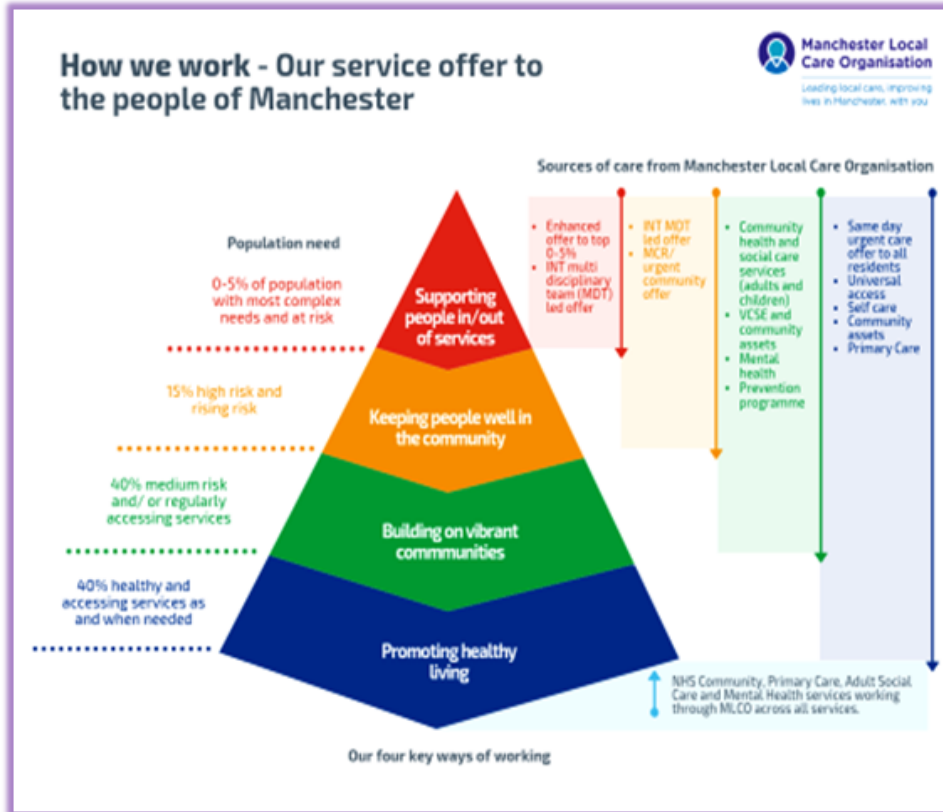 How we work - Our service offer to
the people of Manchester
Manchester Local
Care Organisation
Leading local care, improving
lives in Manchester, with you
Sources of care from Manchester Local Care Organisation
Population need
0-5% of population
with most complex
needs and at risk
15% high risk and
rising risk
40% medium risk
and/ or regularly
accessing services
40% healthy and
accessing services as
and when needed
Supporting
people in/out
of services
Keeping people well in
the community
Building on vibrant
commmunities
Promoting healthy
living
• Enhanced
offer to top
0-5%
• INT multi
disciplinary
team (MDT)
led offer
• INT MDT
led offer
• MCR/
urgent
community
offer
• Community
health and
social care
services
(adults and
children)
• VCSE and
community
assets
• Mental
health
• Prevention
programme
• Same day
urgent care
offer to all
residents
• Universal
access
• Self care
• Community
assets
• Primary Care
NHS Community, Primary Care, Adult Social
Care and Mental Health services working
through MLCO across all services.
Our four key ways of working